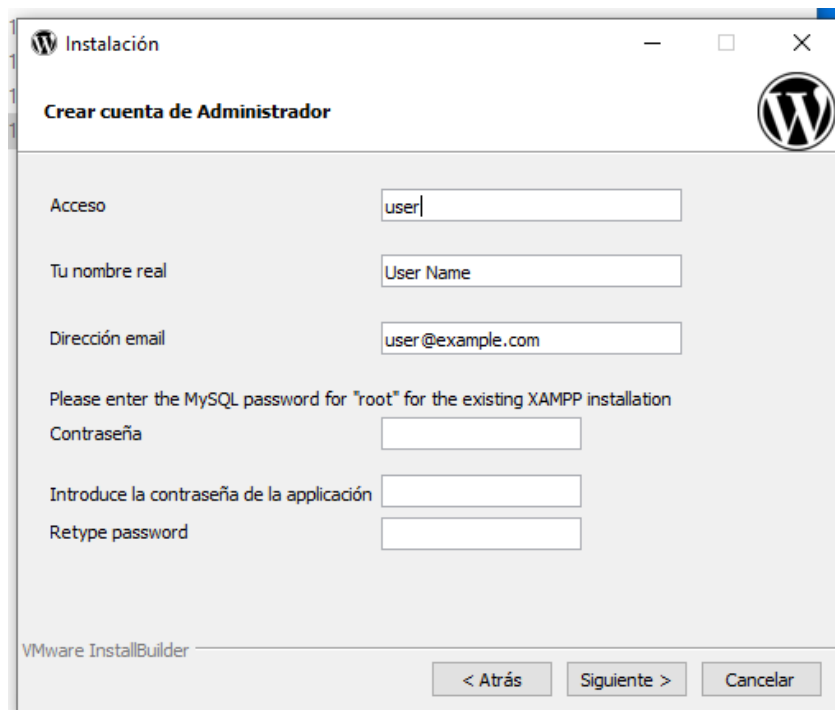 Instalación
Crear cuenta de Administrador
Acceso user
Tu nombre real User Name
Dirección email user@example.com
Please enter the MySQL password for "root" for the existing XAMPP installation
Contraseña
Introduce la contraseña de la applicación
Retype password
VMware InstallBuilder
< Atrás Siguiente > Cancelar